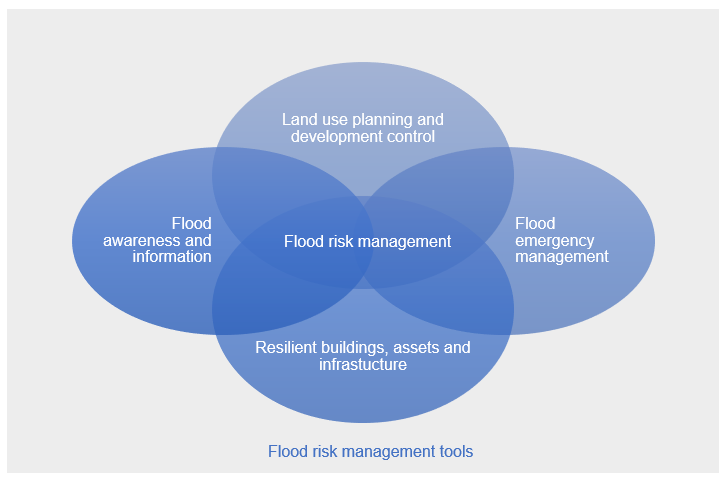 Land use planning and
development control
Flood
awareness and
information
Flood risk management
Flood
emergency
management
Resilient buildings, assets and
infrastucture
Flood risk management tools